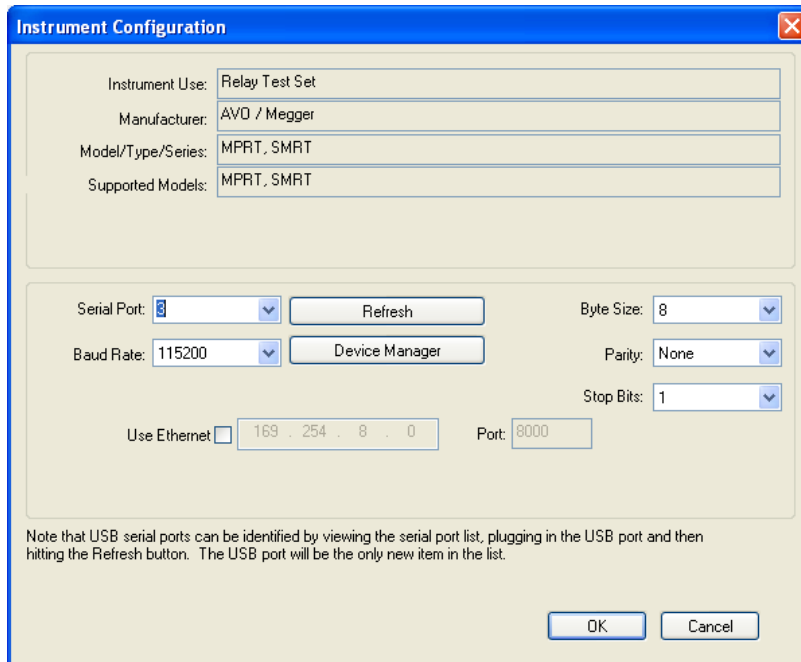 Instrument Configuration
Instrument Use: Relay Test Set
Manufacturer: AVO / Megger
Model/Type/Series: MPRT, SMRT
Supported Models: MPRT, SMRT
Serial Port: 3 Refresh Byte Size: 8
Baud Rate: 115200 Device Manager Parity: None
Stop Bits: 1
Use Ethernet 169 . 254 . 8 . 0 Port: 8000
Note that USB serial ports can be identified by viewing the serial port list, plugging in the USB port and then
hitting the Refresh button. The USB port will be the only new item in the list.
OK Cancel